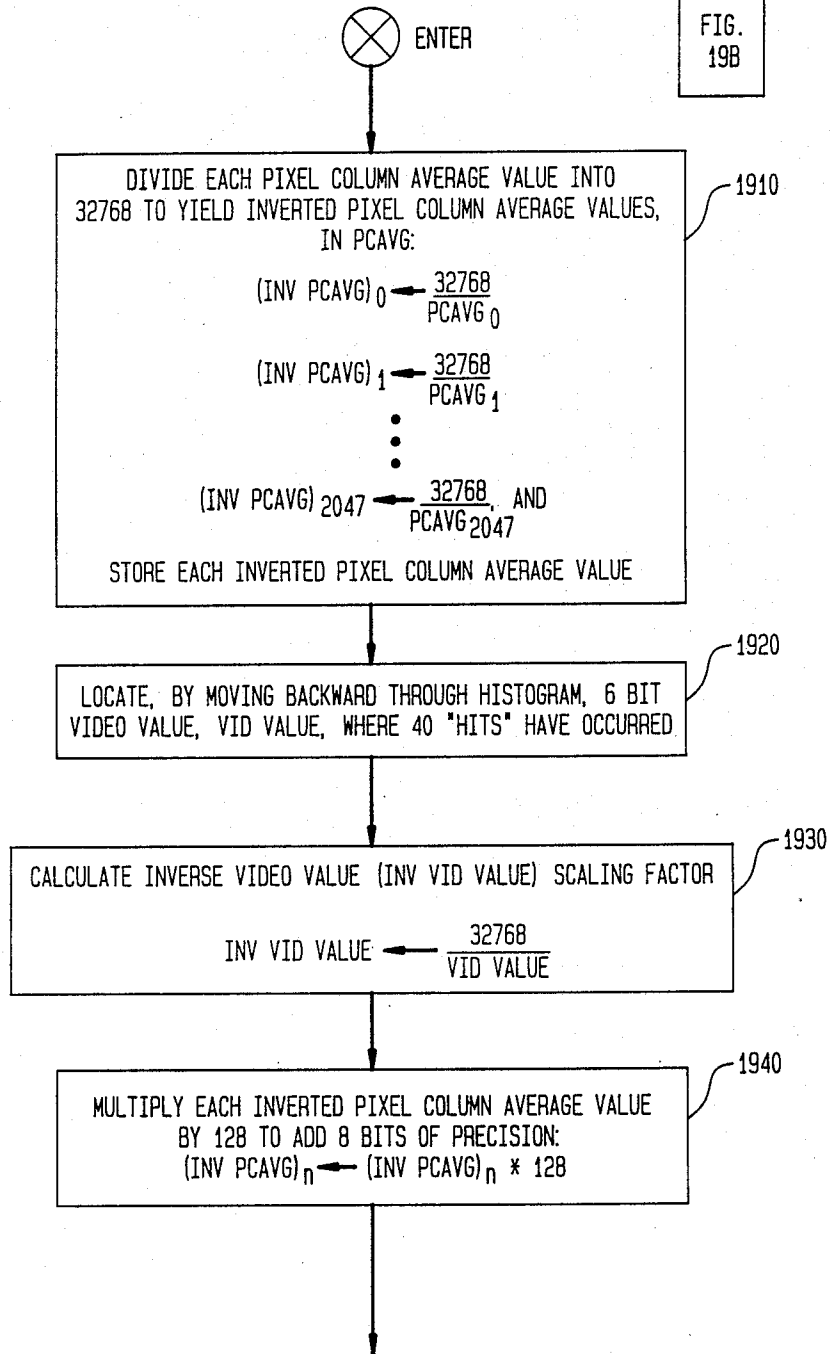 ENTER
FIG.
19B
DIVIDE EACH PIXEL COLUMN AVERAGE VALUE INTO
32768 TO YIELD INVERTED PIXEL COLUMN AVERAGE VALUES,
IN PCAVG:
1910
(INV PCAVG)0 ← 32768
PCAVG0
(INV PCAVG)1 ← 32768
PCAVG1
(INV PCAVG)2047 ← 32768, AND
PCAVG2047
STORE EACH INVERTED PIXEL COLUMN AVERAGE VALUE
1920
LOCATE, BY MOVING BACKWARD THROUGH HISTOGRAM, 6 BIT
VIDEO VALUE, VID VALUE, WHERE 40 "HITS" HAVE OCCURRED
1930
CALCULATE INVERSE VIDEO VALUE (INV VID VALUE) SCALING FACTOR
INV VID VALUE ← 32768
VID VALUE
1940
MULTIPLY EACH INVERTED PIXEL COLUMN AVERAGE VALUE
BY 128 TO ADD 8 BITS OF PRECISION:
(INV PCAVG)n ← (INV PCAVG)n * 128